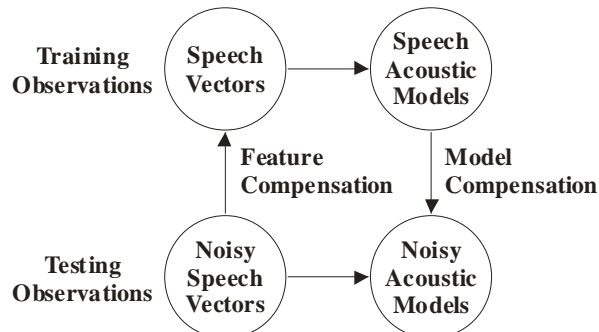 Training
Observations
Speech
Vectors
Speech
Acoustic
Models
Feature
Compensation
Model
Compensation
Testing
Observations
Noisy
Speech
Vectors
Noisy
Acoustic
Models